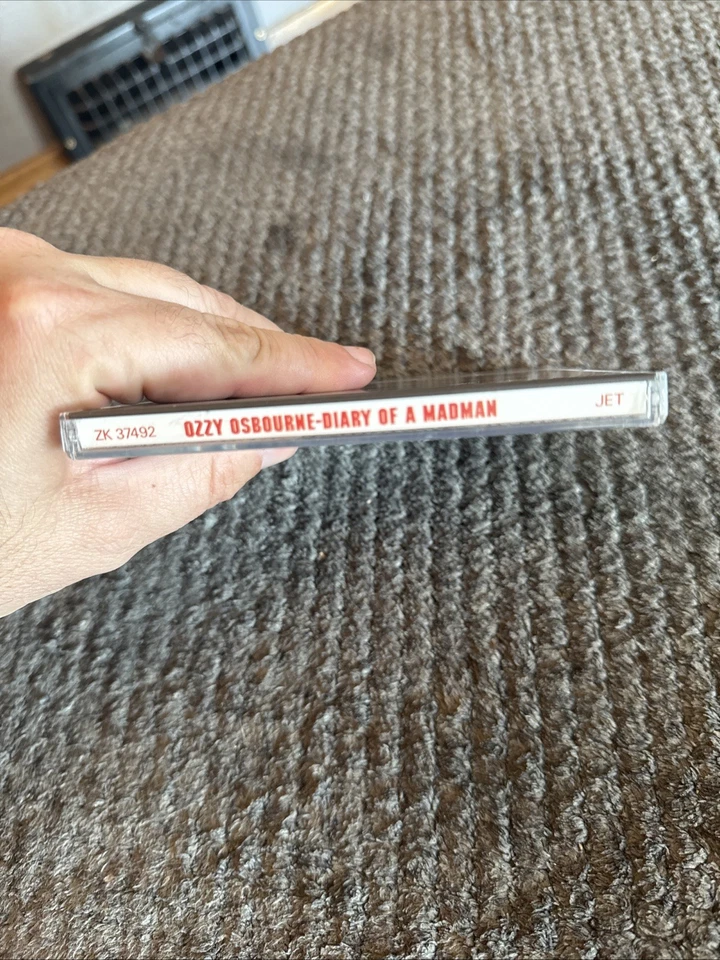 ZK 37492 OZZY OSBOURNE-DIARY OF A MADMAN JET